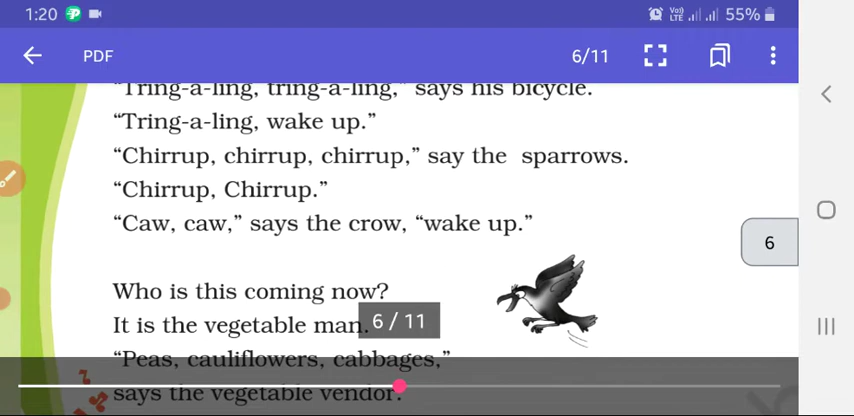 1:20 Vo) LTE 55%
PDF 6/11
“Tring-a-ling, tring-a-ling,” says his bicycle.
“Tring-a-ling, wake up.”
“Chirrup, chirrup, chirrup,” say the sparrows.
“Chirrup, Chirrup.”
“Caw, caw,” says the crow, “wake up.”
6
Who is this coming now?
It is the vegetable man.
6 / 11
“Peas, cauliflowers, cabbages,”
says the vegetable vendor.